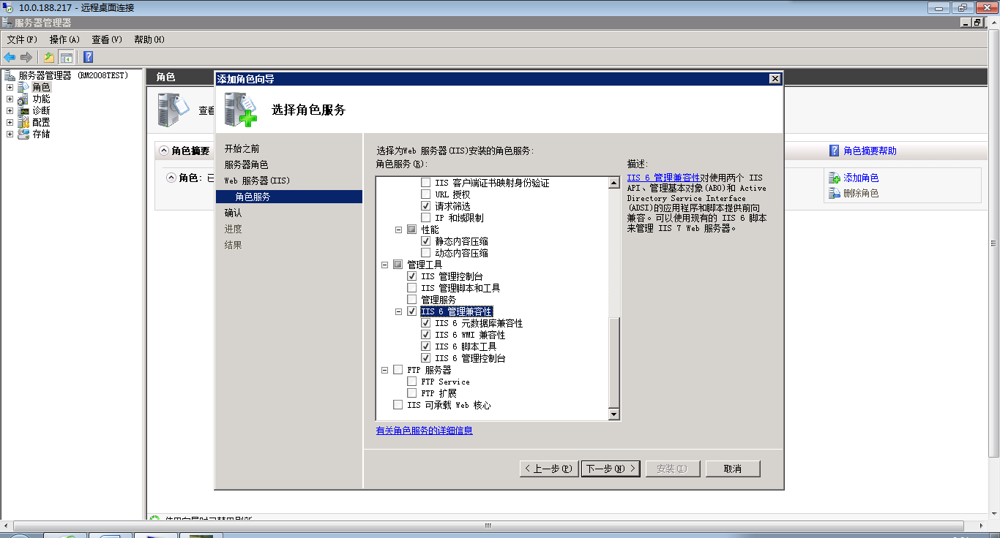 10.0.188.217 - 远程桌面连接
服务器管理器
文件(F) 操作(A) 查看(V) 帮助(H)
服务器管理器 (RM2008TEST)
角色
功能
诊断
配置
存储
角色
查看
角色摘要
角色: 已
角色摘要帮助
添加角色
删除角色
添加角色向导
选择角色服务
开始之前
服务器角色
Web 服务器(IIS)
角色服务
确认
进度
结果
选择为Web 服务器(IIS)安装的角色服务:
角色服务(R):
IIS 客户端证书映射身份验证
URL 授权
请求筛选
IP 和域限制
性能
静态内容压缩
动态内容压缩
管理工具
IIS 管理控制台
IIS 管理脚本和工具
管理服务
IIS 6 管理兼容性
IIS 6 元数据库兼容性
IIS 6 WMI 兼容性
IIS 6 脚本工具
IIS 6 管理控制台
FTP 服务器
FTP Service
FTP 扩展
IIS 可承载 Web 核心
有关角色服务的详细信息
描述:
IIS 6 管理兼容性对使用两个 IIS
API、管理基本对象(ABO)和 Active
Directory Service Interface
(ADSI)的应用程序和脚本提供前向
兼容。可以使用现有的 IIS 6 脚本
来管理 IIS 7 Web 服务器。
< 上一步(P)
下一步(N) >
安装(I)
取消
使用向导时已禁用刷新